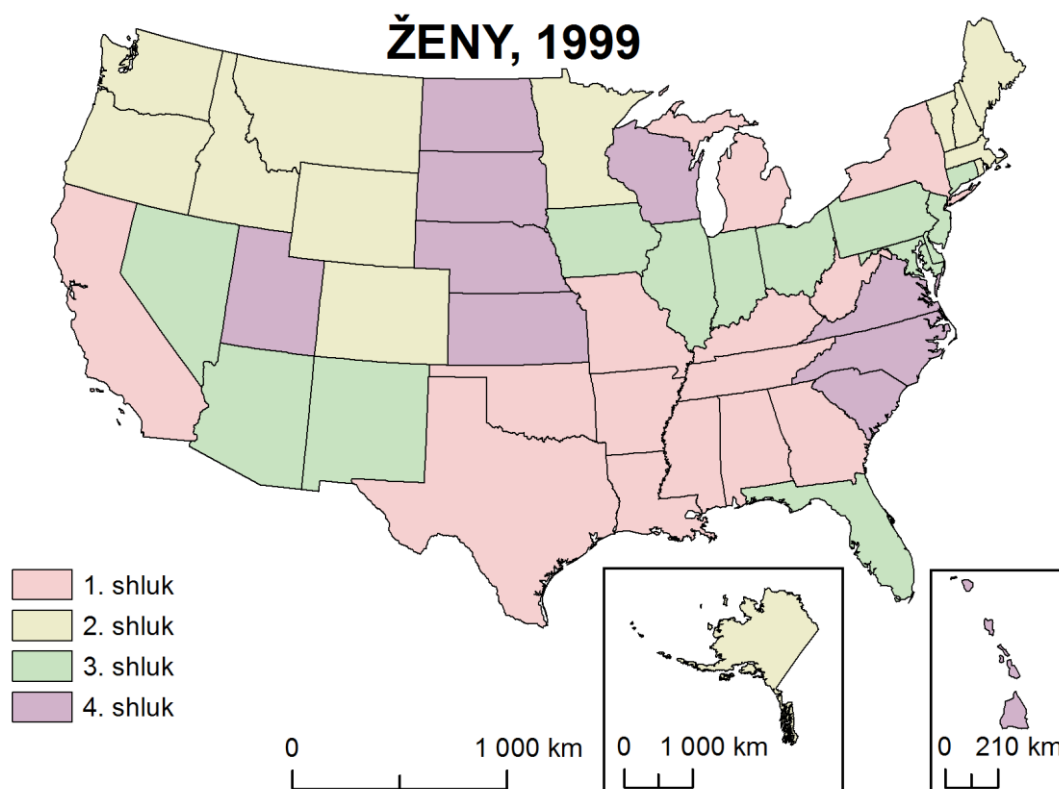 ŽENY, 1999
1. shluk
2. shluk
3. shluk
4. shluk
0 1 000 km
0 1 000 km
0 210 km